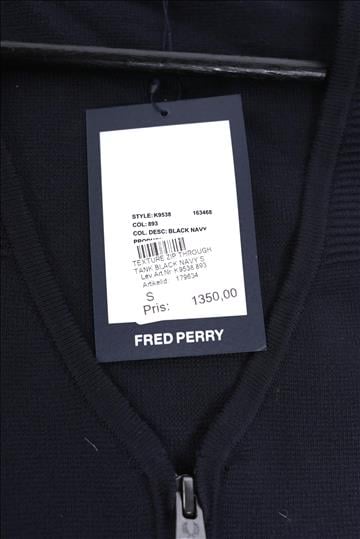 STYLE: K9538 163468
COL: 893
COL. DESC: BLACK NAVY
TEXTURE ZIP THROUGH
TANK BLACK NAVY S
Lev.Art.Nr K9538 893
Artikelid: 179634
S
Pris: 1350,00
FRED PERRY